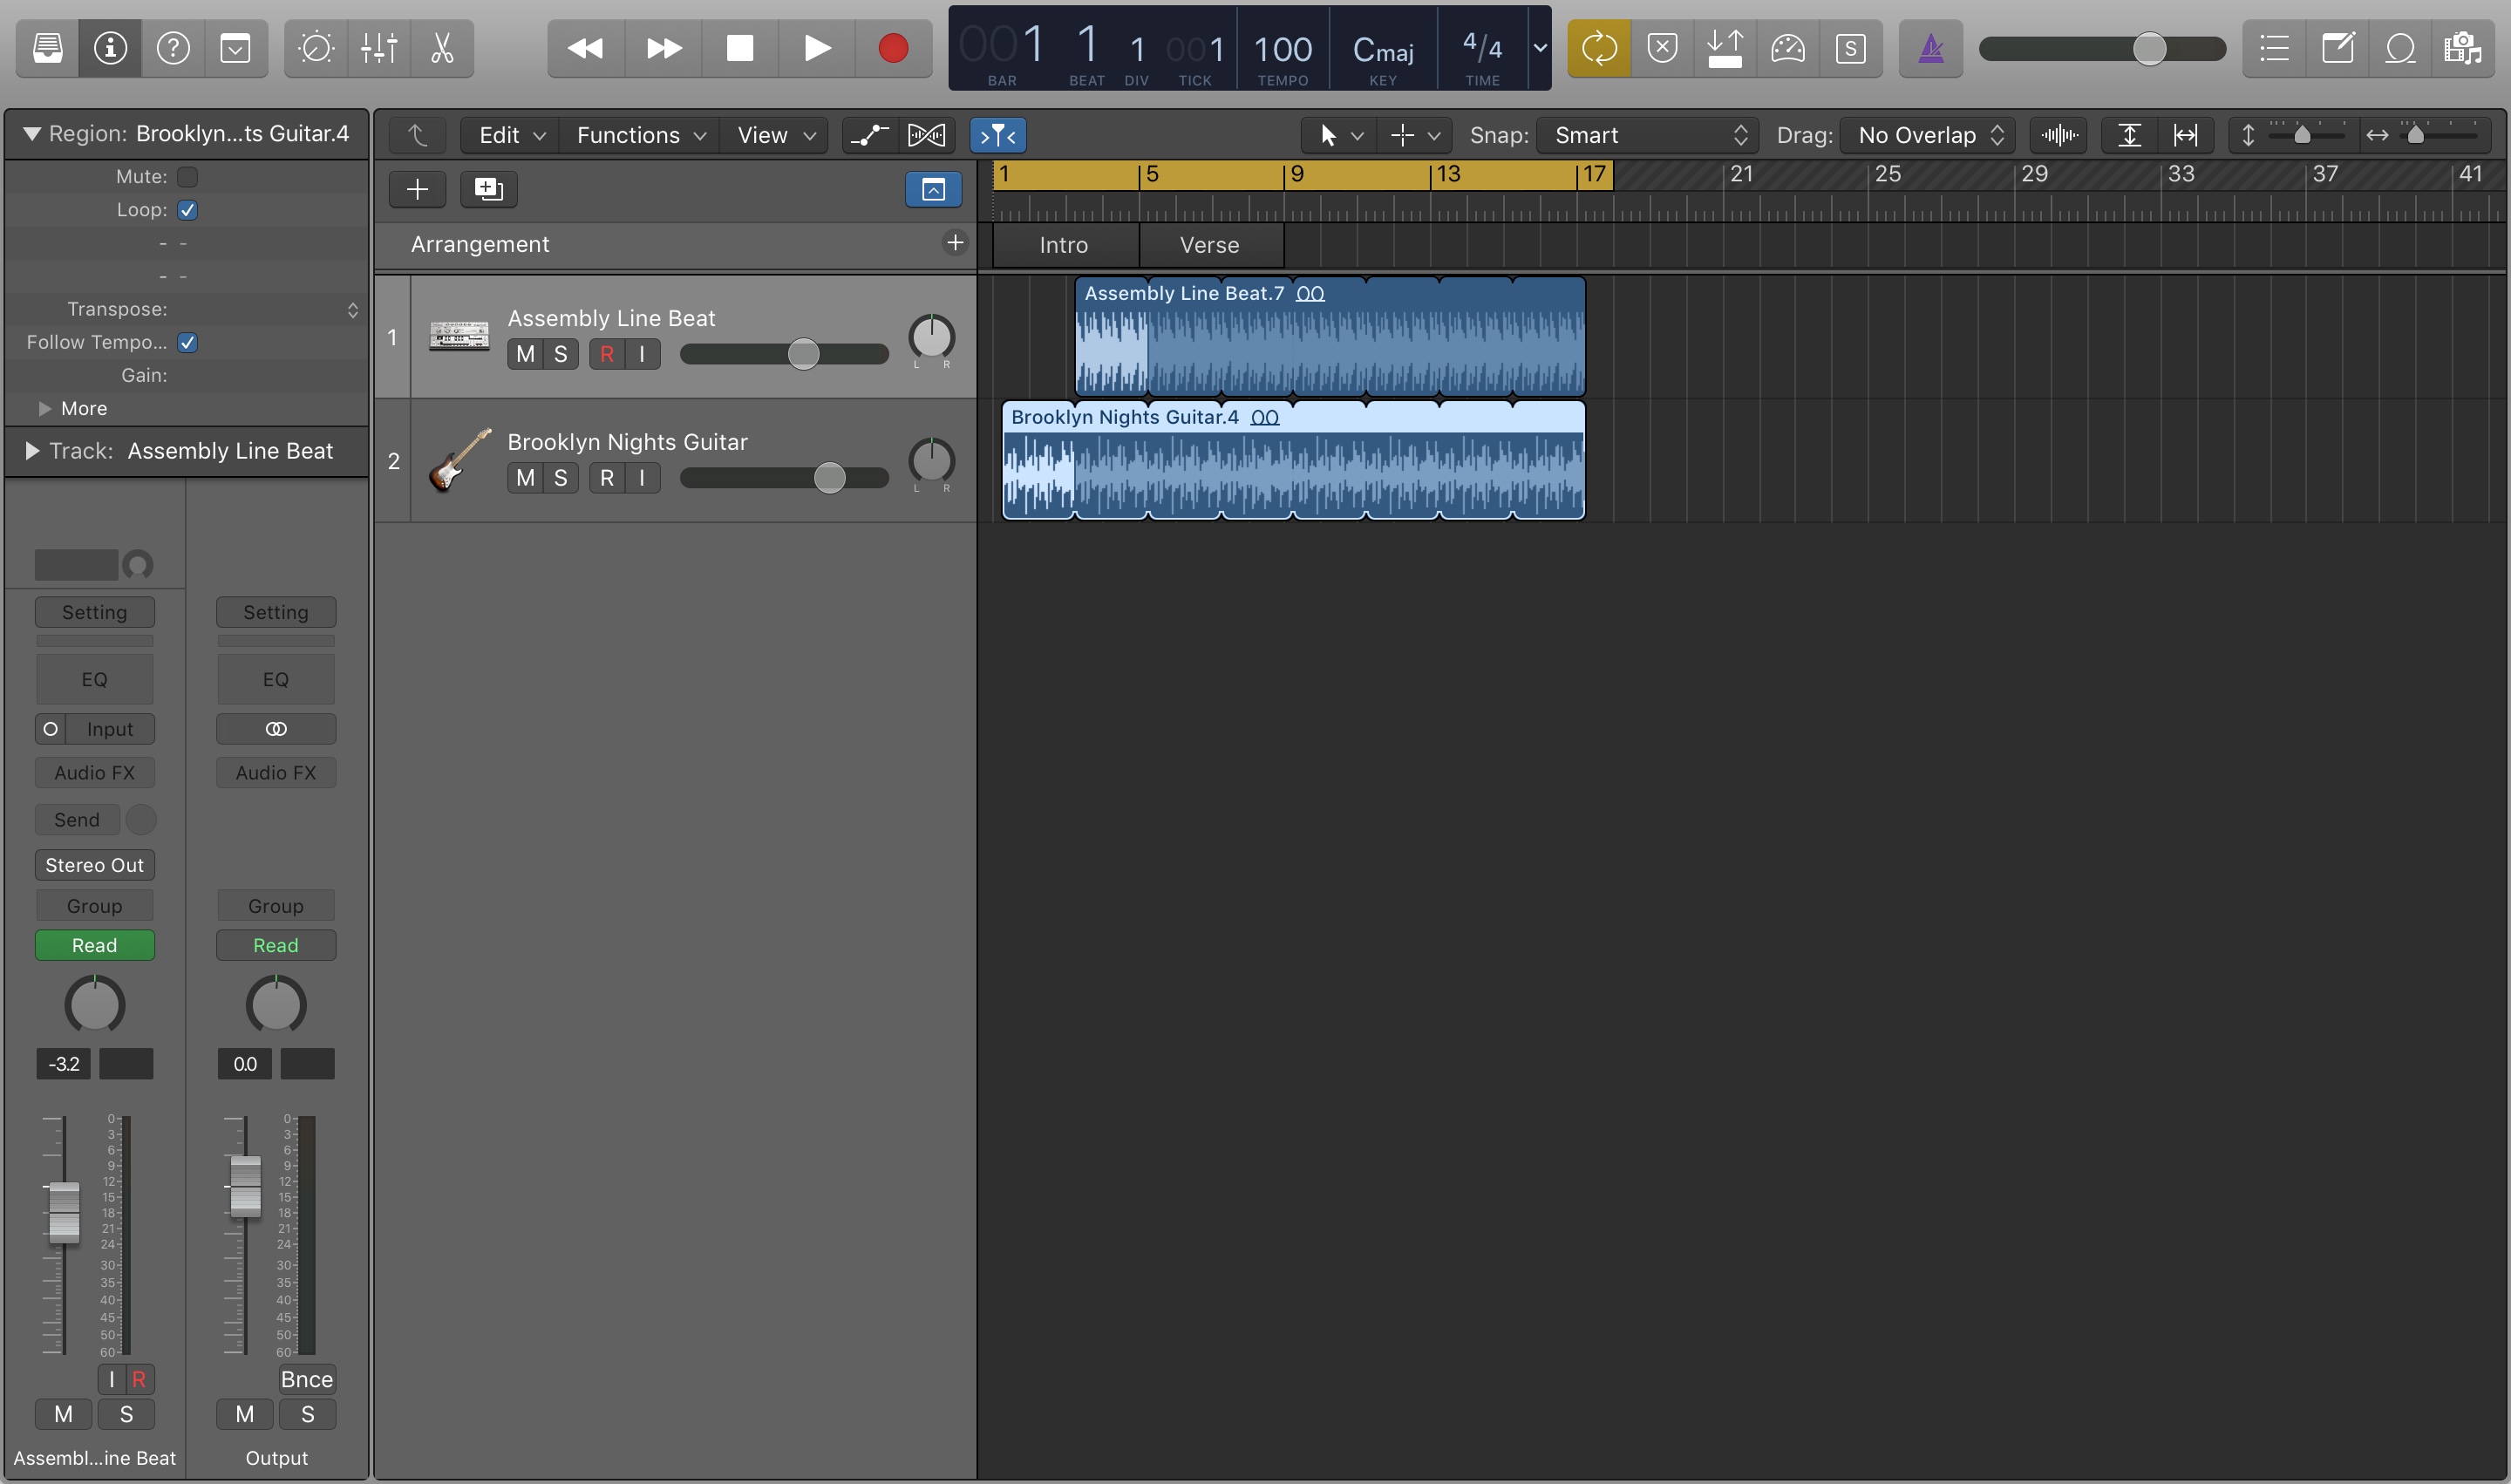 001 1 1 001 100 Cmaj 4/4
BAR BEAT DIV TICK TEMPO KEY TIME
S
Region: Brooklyn...ts Guitar.4
Edit Functions View Snap: Smart Drag: No Overlap
Mute:
Loop:
- -
- -
Transpose:
Follow Tempo...
Gain:
More
Track: Assembly Line Beat
1 5 9 13 17 21 25 29 33 37 41
Arrangement
Intro Verse
1
Assembly Line Beat
M S R I
L R
Assembly Line Beat.7
2
Brooklyn Nights Guitar
M S R I
L R
Brooklyn Nights Guitar.4
Setting Setting
EQ EQ
Input
Audio FX Audio FX
Send
Stereo Out
Group Group
Read Read
-3.2 0.0
0 0
3 3
6 6
9 9
12 12
15 15
18 18
21 21
24 24
30 30
35 35
40 40
45 45
50 50
60 60
I R Bnce
M S M S
Assembl...ine Beat Output